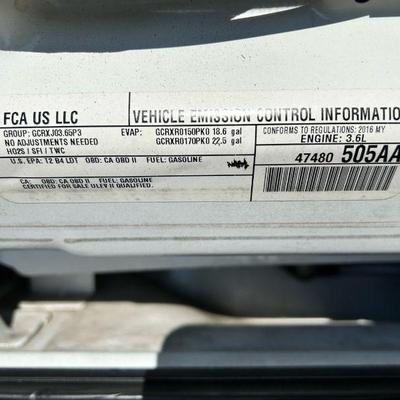 FCA US LLC
VEHICLE EMISSION CONTROL INFORMATIO
GROUP: GCRXJ03.65P3
EVAP: GCRXR0150PK0 18.6 gal
CONFORMS TO REGULATIONS: 2016 MY
NO ADJUSTMENTS NEEDED
GCRXR0170PK0 22.5 gal
ENGINE: 3.6L
HO2S / SFI / TWC
U.S. EPA: T2 B4 LDT OBD: CA OBD II FUEL: GASOLINE
47480 505AA
CA: OBD: CA OBD II FUEL: GASOLINE
CERTIFIED FOR SALE ULEV II QUALIFIED.